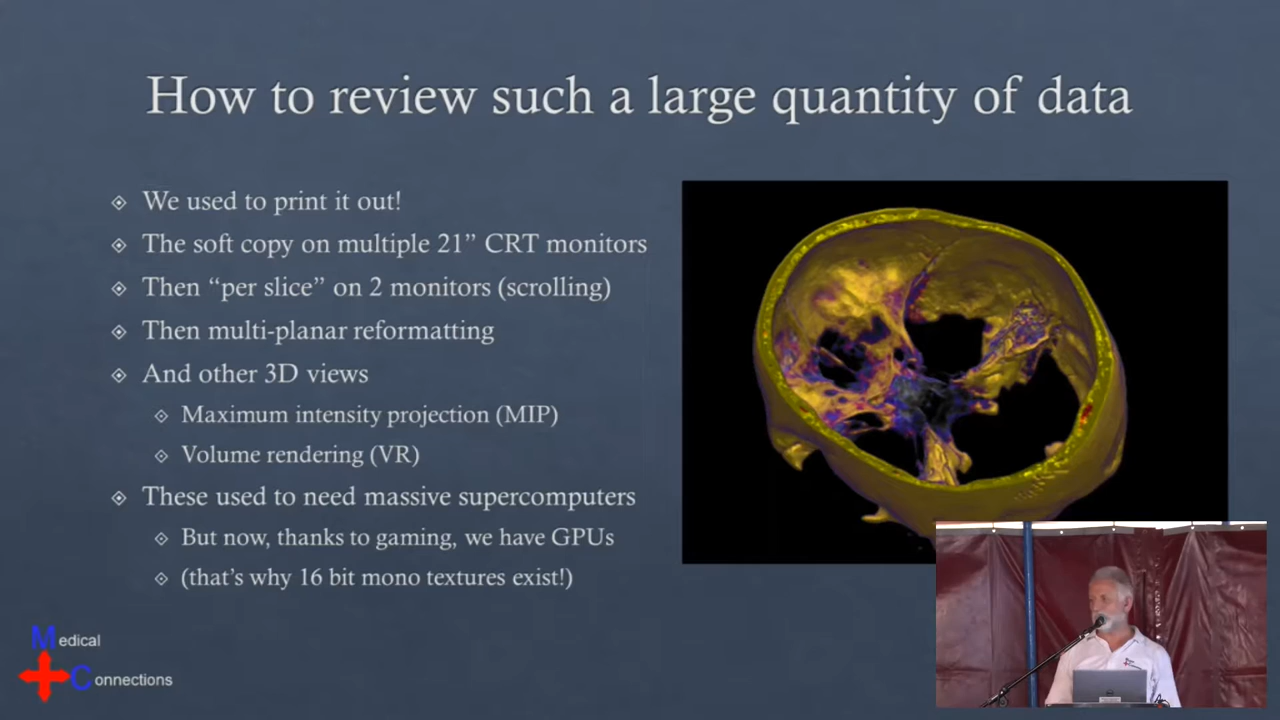 How to review such a large quantity of data
We used to print it out!
The soft copy on multiple 21” CRT monitors
Then “per slice” on 2 monitors (scrolling)
Then multi-planar reformatting
And other 3D views
Maximum intensity projection (MIP)
Volume rendering (VR)
These used to need massive supercomputers
But now, thanks to gaming, we have GPUs
(that’s why 16 bit mono textures exist!)
Medical
Connections